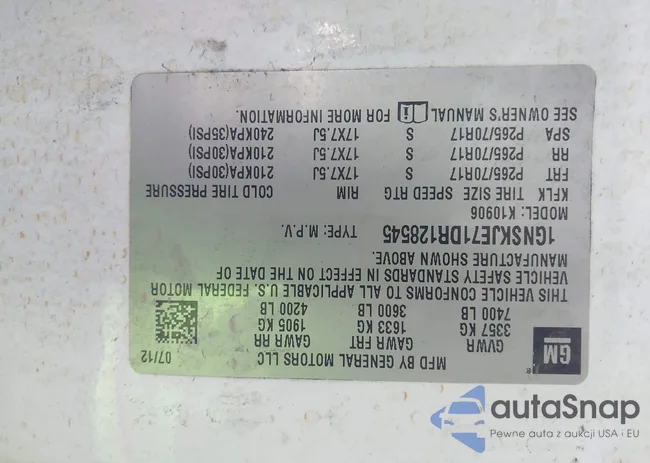 MFD BY GENERAL MOTORS LLC
07/12
GM
GVWR GAWR FRT GAWR RR
3357 KG 1633 KG 1905 KG
7400 LB 3600 LB 4200 LB
THIS VEHICLE CONFORMS TO ALL APPLICABLE U.S. FEDERAL MOTOR
VEHICLE SAFETY STANDARDS IN EFFECT ON THE DATE OF
MANUFACTURE SHOWN ABOVE.
1GNSKJE71DR128545 TYPE: M.P.V.
MODEL: K10906
KFLK TIRE SIZE SPEED RTG RIM COLD TIRE PRESSURE
FRT P265/70R17 S 17X7.5J 210KPA(30PSI)
RR P265/70R17 S 17X7.5J 210KPA(30PSI)
SPA P265/70R17 S 17X7.5J 240KPA(35PSI)
SEE OWNER'S MANUAL FOR MORE INFORMATION.
autaSnap
Pewne auta z aukcji USA i EU